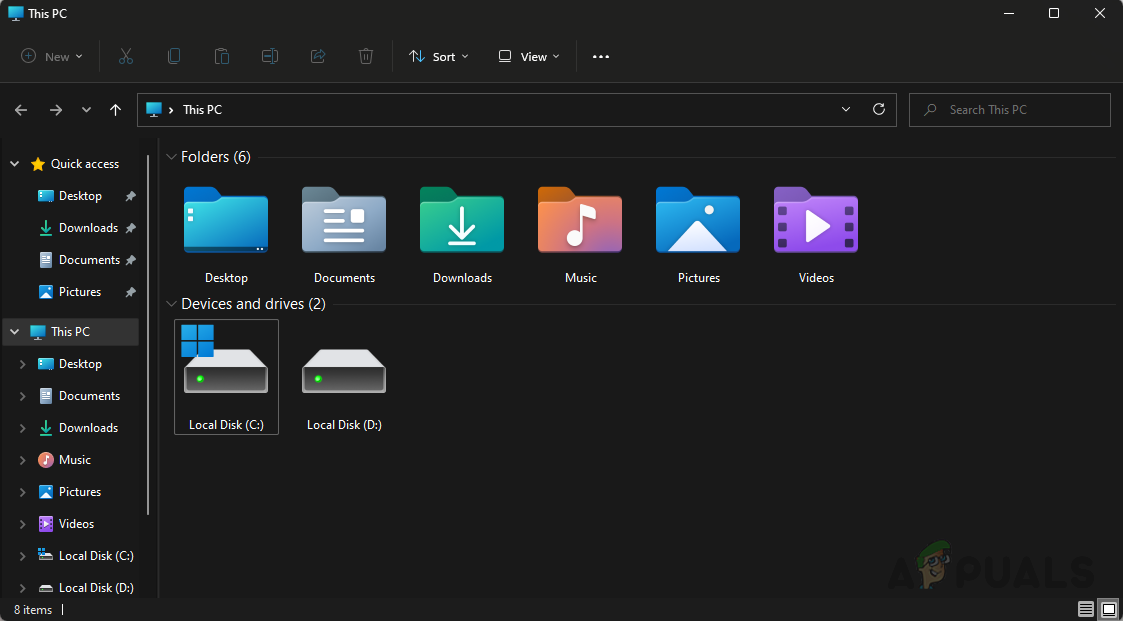 This PC
New
Sort
View
This PC
Search This PC
Quick access
Desktop
Downloads
Documents
Pictures
This PC
Desktop
Documents
Downloads
Music
Pictures
Videos
Local Disk (C:)
Local Disk (D:)
Folders (6)
Desktop
Documents
Downloads
Music
Pictures
Videos
Devices and drives (2)
Local Disk (C:)
Local Disk (D:)
8 items
APPUALS